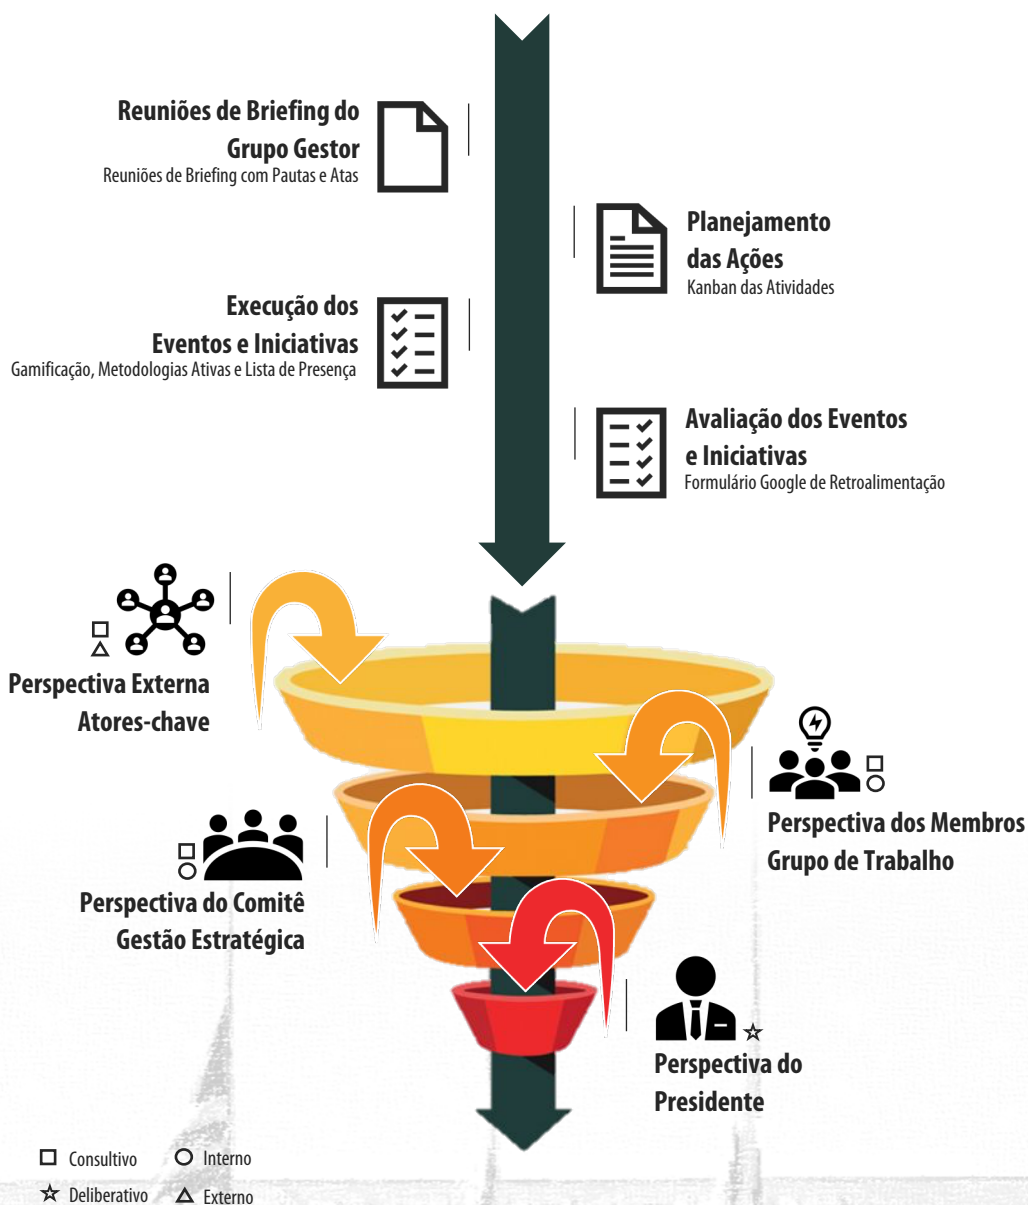 Reuniões de Briefing do
Grupo Gestor
Reuniões de Briefing com Pautas e Atas
Planejamento
das Ações
Kanban das Atividades
Execução dos
Eventos e Iniciativas
Gamificação, Metodologias Ativas e Lista de Presença
Avaliação dos Eventos
e Iniciativas
Formulário Google de Retroalimentação
Perspectiva Externa
Atores-chave
Perspectiva dos Membros
Grupo de Trabalho
Perspectiva do Comitê
Gestão Estratégica
Perspectiva do
Presidente
Consultivo
Interno
Deliberativo
Externo